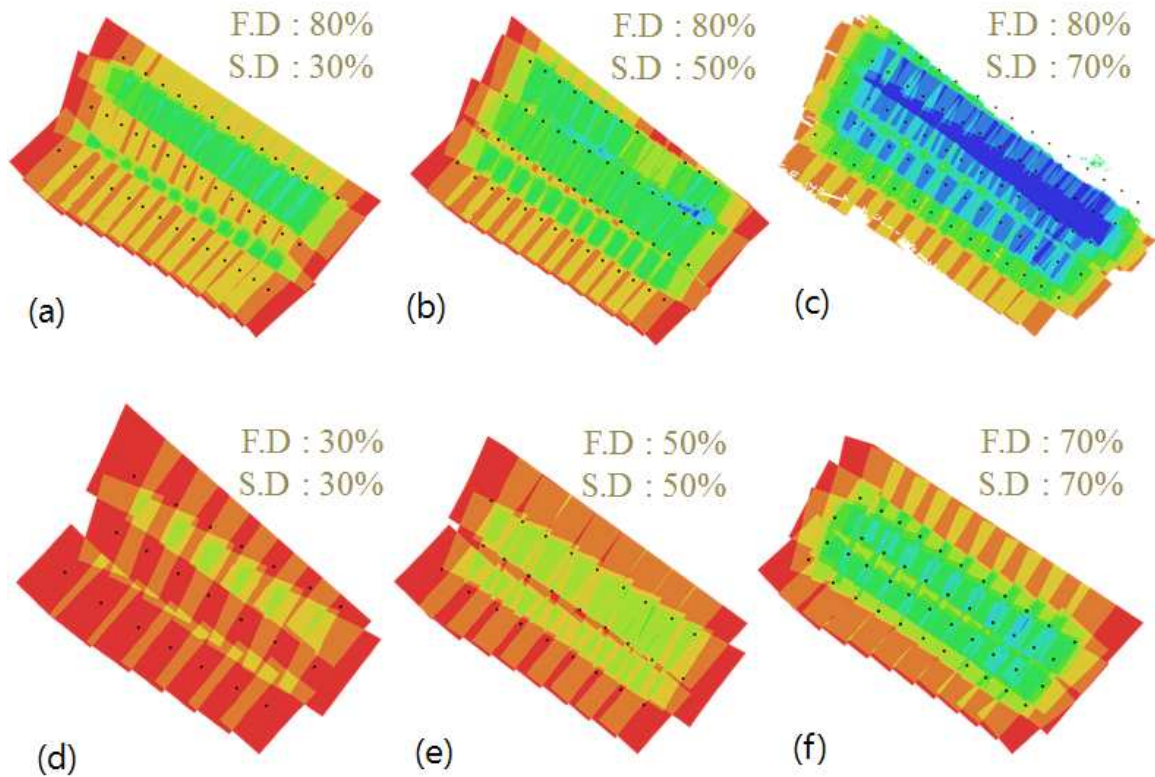 F.D : 80%
S.D : 30%
F.D : 80%
S.D : 50%
F.D : 80%
S.D : 70%
(a)
(b)
(c)
F.D : 30%
S.D : 30%
F.D : 50%
S.D : 50%
F.D : 70%
S.D : 70%
(d)
(e)
(f)